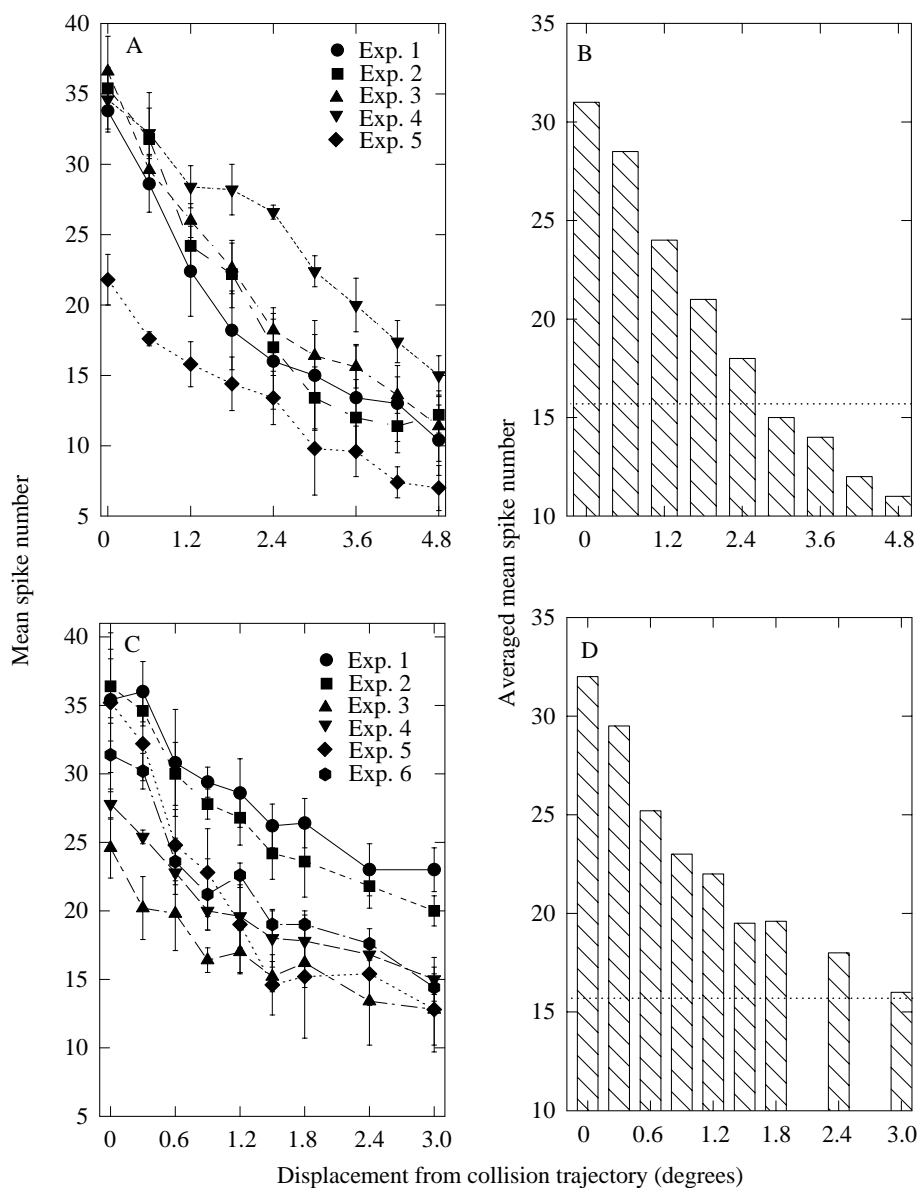 Mean spike number
A
Exp. 1
Exp. 2
Exp. 3
Exp. 4
Exp. 5
40
35
30
25
20
15
10
5
0 1.2 2.4 3.6 4.8
Averaged mean spike number
B
35
30
25
20
15
10
0 1.2 2.4 3.6 4.8
C
Exp. 1
Exp. 2
Exp. 3
Exp. 4
Exp. 5
Exp. 6
40
35
30
25
20
15
10
5
0 0.6 1.2 1.8 2.4 3.0
D
35
30
25
20
15
10
0 0.6 1.2 1.8 2.4 3.0
Displacement from collision trajectory (degrees)